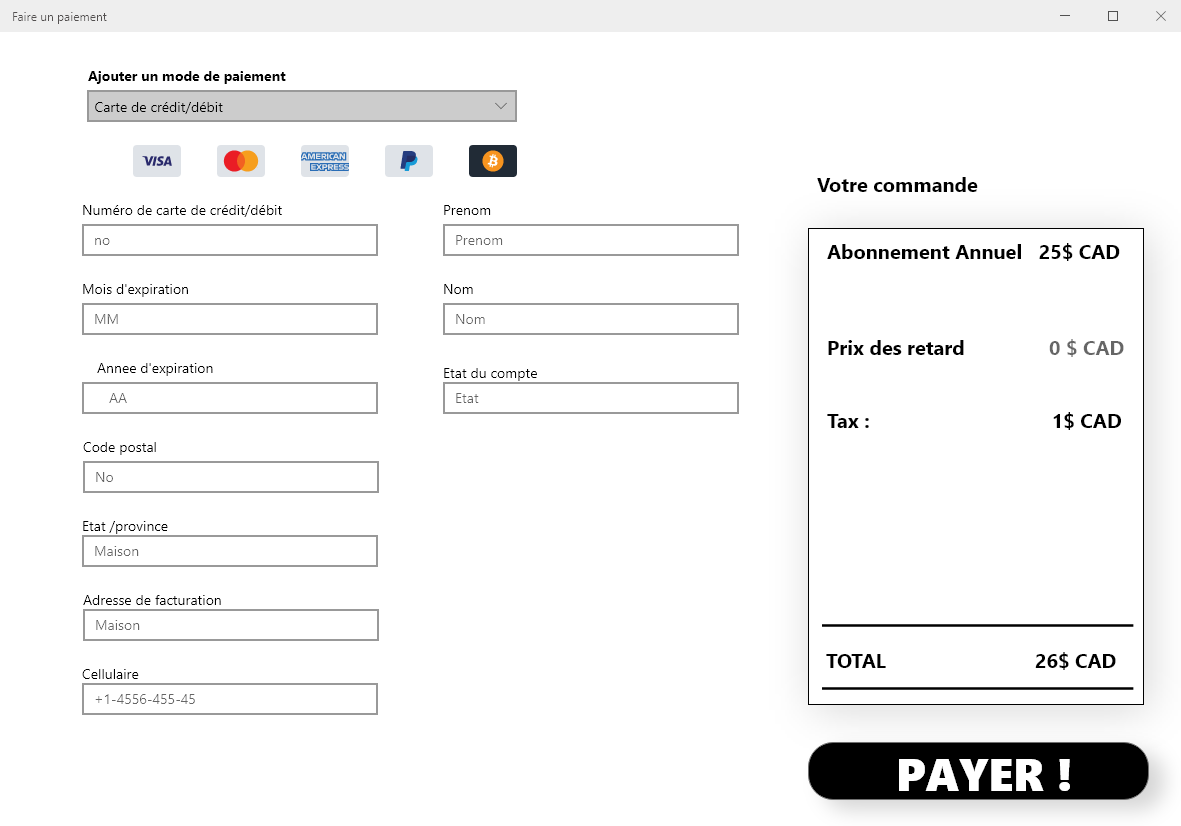 Faire un paiement
Ajouter un mode de paiement
Carte de crédit/débit
VISA
AMERICAN
EXPRESS
Numéro de carte de crédit/débit
no
Mois d'expiration
MM
Annee d'expiration
AA
Code postal
No
Etat /province
Maison
Adresse de facturation
Maison
Cellulaire
+1-4556-455-45
Prenom
Prenom
Nom
Nom
Etat du compte
Etat
Votre commande
Abonnement Annuel 25$ CAD
Prix des retard 0 $ CAD
Tax : 1$ CAD
TOTAL 26$ CAD
PAYER !